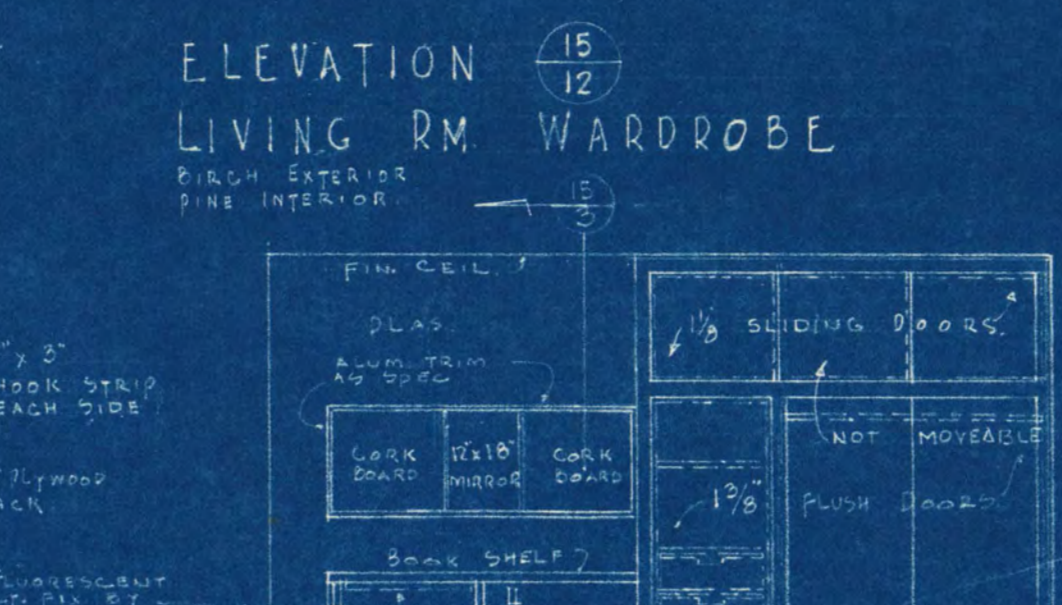 ELEVATION 15
12
LIVING RM. WARDROBE
BIRCH EXTERIOR
PINE INTERIOR.
15
3
FIN. CEIL.
PLAS.
1 1/8 SLIDING DOORS.
" x 3"
HOOK STRIP
EACH SIDE
ALUM. TRIM
AS SPEC
NOT MOVEABLE
CORK BOARD
12"x18" MIRROR
CORK BOARD
PLYWOOD
1 3/8"
FLUSH DOORS
BOOK SHELF
FLUORESCENT
FIX. BY